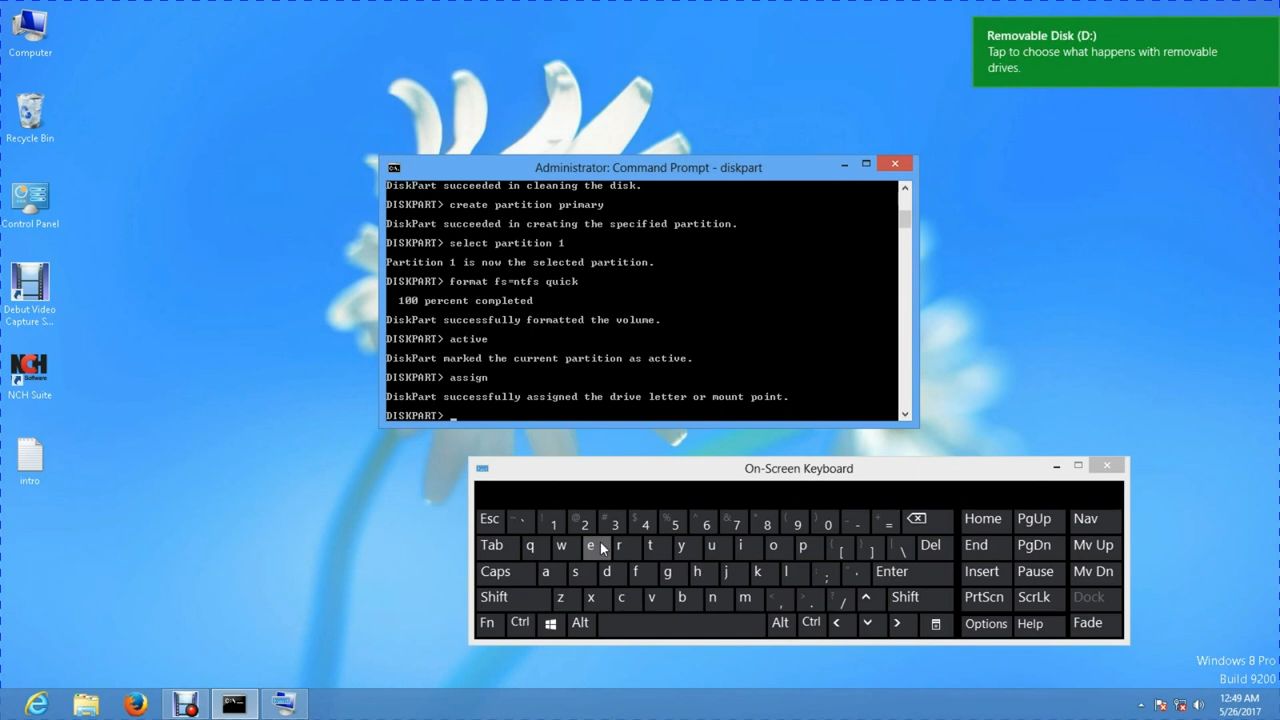 Computer
Recycle Bin
Control Panel
Debut Video
Capture S...
NCH
NCH Suite
intro
Removable Disk (D:)
Tap to choose what happens with removable
drives.
Administrator: Command Prompt - diskpart
DiskPart succeeded in cleaning the disk.
DISKPART> create partition primary
DiskPart succeeded in creating the specified partition.
DISKPART> select partition 1
Partition 1 is now the selected partition.
DISKPART> format fs=ntfs quick
100 percent completed
DiskPart successfully formatted the volume.
DISKPART> active
DiskPart marked the current partition as active.
DISKPART> assign
DiskPart successfully assigned the drive letter or mount point.
DISKPART> _
On-Screen Keyboard
Esc ~ ` ! 1 @ 2 # 3 $ 4 % 5 ^ 6 & 7 * 8 ( 9 ) 0 _ - + = Home PgUp Nav
Tab q w e r t y u i o p { [ } ] | \ Del End PgDn Mv Up
Caps a s d f g h j k l : ; " ' Enter Insert Pause Mv Dn
Shift z x c v b n m < , > . ? / Shift PrtScn ScrLk Dock
Fn Ctrl Alt Alt Ctrl Options Help Fade
Windows 8 Pro
Build 9200
12:49 AM
5/26/2017